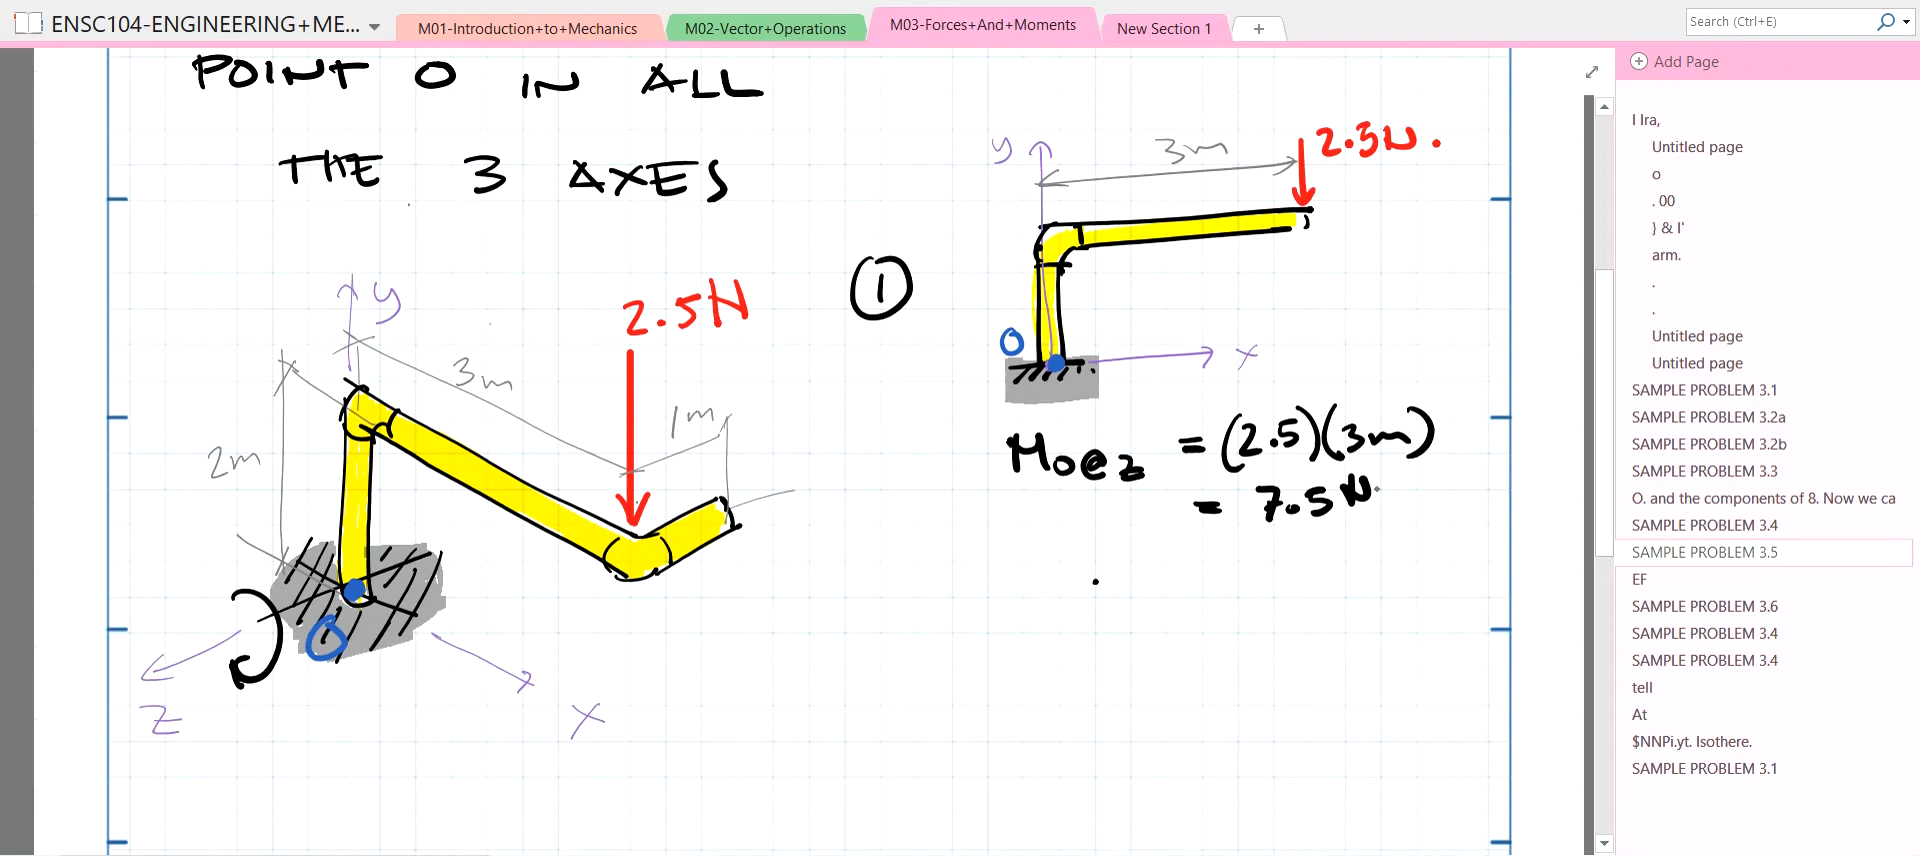 ENSC104-ENGINEERING+ME...
M01-Introduction+to+Mechanics
M02-Vector+Operations
M03-Forces+And+Moments
New Section 1
+
Search (Ctrl+E)
POINT O IN ALL
THE 3 AXES
y
2.5N
3m
1m
2m
O
Z
X
1
y
3m
2.5N.
O
X
Mo@z = (2.5)(3m)
= 7.5N
Add Page
I Ira,
Untitled page
o
. 00
} & I'
arm.
.
.
Untitled page
Untitled page
SAMPLE PROBLEM 3.1
SAMPLE PROBLEM 3.2a
SAMPLE PROBLEM 3.2b
SAMPLE PROBLEM 3.3
O. and the components of 8. Now we ca
SAMPLE PROBLEM 3.4
SAMPLE PROBLEM 3.5
EF
SAMPLE PROBLEM 3.6
SAMPLE PROBLEM 3.4
SAMPLE PROBLEM 3.4
tell
At
$NNPi.yt. Isothere.
SAMPLE PROBLEM 3.1